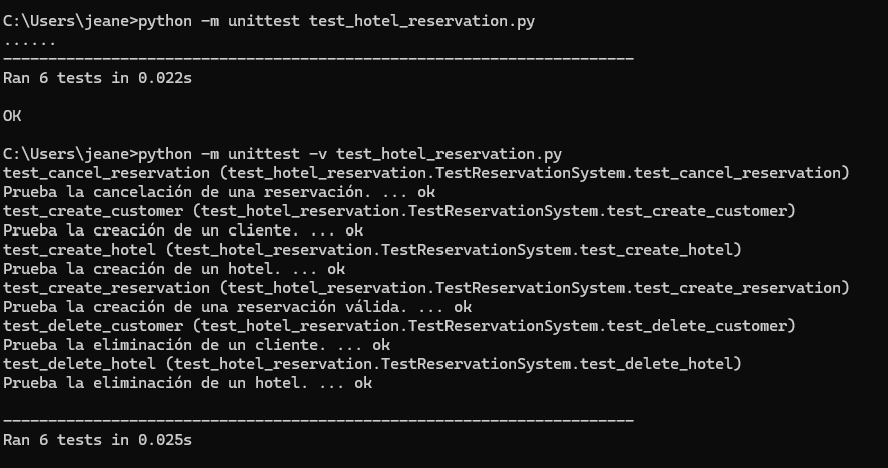 C:\Users\jeane>python -m unittest test_hotel_reservation.py
......
----------------------------------------------------------------------
Ran 6 tests in 0.022s
OK
C:\Users\jeane>python -m unittest -v test_hotel_reservation.py
test_cancel_reservation (test_hotel_reservation.TestReservationSystem.test_cancel_reservation)
Prueba la cancelación de una reservación. ... ok
test_create_customer (test_hotel_reservation.TestReservationSystem.test_create_customer)
Prueba la creación de un cliente. ... ok
test_create_hotel (test_hotel_reservation.TestReservationSystem.test_create_hotel)
Prueba la creación de un hotel. ... ok
test_create_reservation (test_hotel_reservation.TestReservationSystem.test_create_reservation)
Prueba la creación de una reservación válida. ... ok
test_delete_customer (test_hotel_reservation.TestReservationSystem.test_delete_customer)
Prueba la eliminación de un cliente. ... ok
test_delete_hotel (test_hotel_reservation.TestReservationSystem.test_delete_hotel)
Prueba la eliminación de un hotel. ... ok
----------------------------------------------------------------------
Ran 6 tests in 0.025s